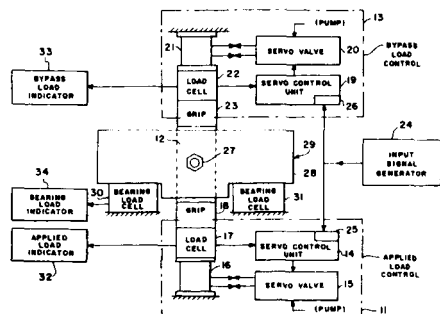 (PUMP)
13
33
21
SERVO VALVE
20
22
BYPASS LOAD CONTROL
BYPASS
LOAD
INDICATOR
LOAD
CELL
SERVO CONTROL
UNIT
19
23
26
GRIP
12
24
34
27
29
INPUT
SIGNAL
GENERATOR
30
28
BEARING LOAD
INDICATOR
BEARING
LOAD
CELL
BEARING
LOAD
CELL
31
GRIP
18
25
APPLIED LOAD
INDICATOR
LOAD
CELL
17
SERVO CONTROL
UNIT
14
APPLIED LOAD CONTROL
32
16
SERVO VALVE
15
(PUMP)
11